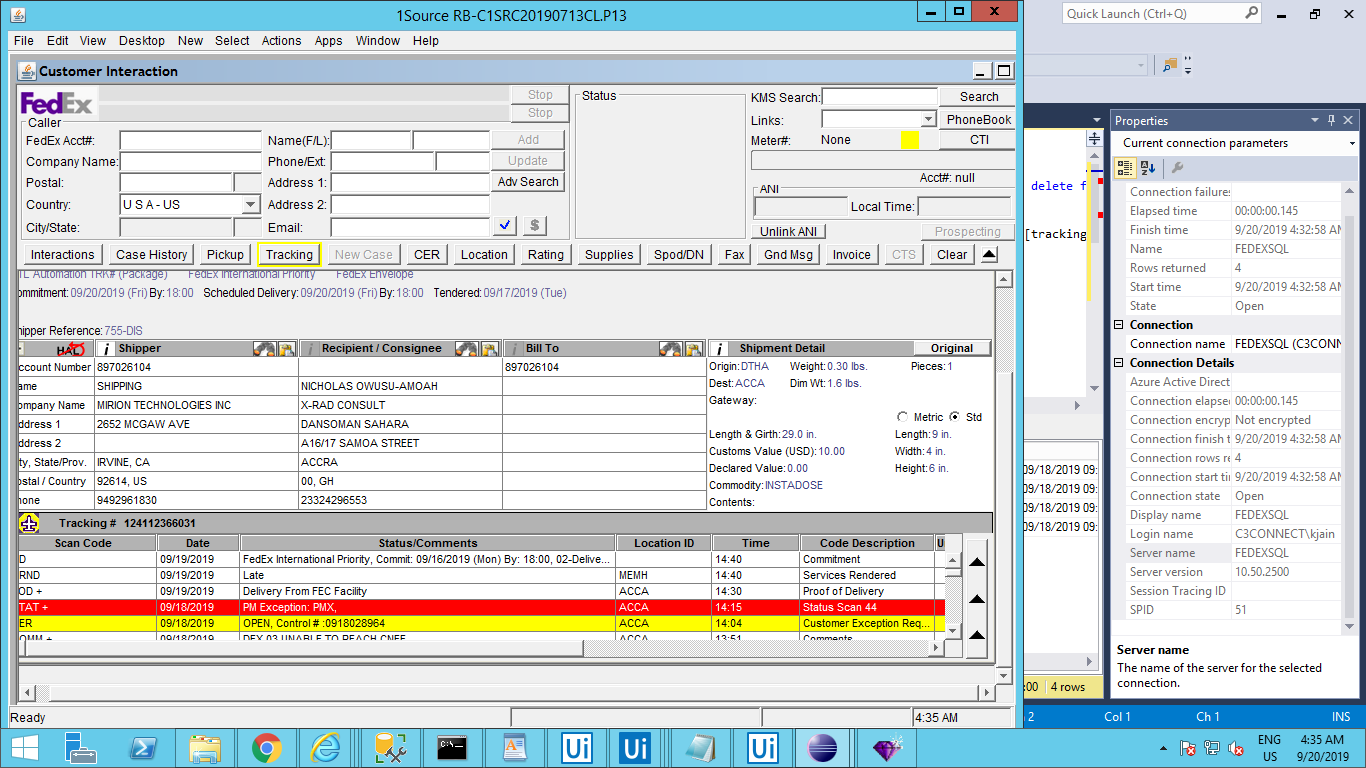 1Source RB-C1SRC20190713CL.P13
File Edit View Desktop New Select Actions Apps Window Help
Customer Interaction
FedEx
Stop
Stop
Caller
FedEx Acct#: Name(F/L): Add
Company Name: Phone/Ext: Update
Postal: Address 1: Adv Search
Country: U S A - US Address 2:
City/State: Email: $
Status
KMS Search: Search
Links: PhoneBook
Meter#: None CTI
Acct#: null
ANI
Local Time:
Unlink ANI Prospecting
Interactions Case History Pickup Tracking New Case CER Location Rating Supplies Spod/DN Fax Gnd Msg Invoice CTS Clear
TL Automation TRK# (Package) FedEx International Priority FedEx Envelope
ommitment: 09/20/2019 (Fri) By: 18:00 Scheduled Delivery: 09/20/2019 (Fri) By: 18:00 Tendered: 09/17/2019 (Tue)
hipper Reference: 755-DIS
HAL i Shipper i Recipient / Consignee i Bill To
ccount Number 897026104 897026104
ame SHIPPING NICHOLAS OWUSU-AMOAH
ompany Name MIRION TECHNOLOGIES INC X-RAD CONSULT
ddress 1 2652 MCGAW AVE DANSOMAN SAHARA
ddress 2 A16/17 SAMOA STREET
ty, State/Prov. IRVINE, CA ACCRA
ostal / Country 92614, US 00, GH
hone 9492961830 23324296553
i Shipment Detail Original
Origin: DTHA Weight: 0.30 lbs. Pieces: 1
Dest: ACCA Dim Wt: 1.6 lbs.
Gateway:
Metric Std
Length & Girth: 29.0 in. Length: 9 in.
Customs Value (USD): 10.00 Width: 4 in.
Declared Value: 0.00 Height: 6 in.
Commodity: INSTADOSE
Contents:
Tracking # 124112366031
Scan Code Date Status/Comments Location ID Time Code Description U
D 09/19/2019 FedEx International Priority, Commit: 09/16/2019 (Mon) By: 18:00, 02-Delive... 14:40 Commitment
RND 09/19/2019 Late MEMH 14:40 Services Rendered
OD + 09/19/2019 Delivery From FEC Facility ACCA 14:30 Proof of Delivery
TAT + 09/18/2019 PM Exception: PMX, ACCA 14:15 Status Scan 44
ER 09/18/2019 OPEN, Control # :0918028964 ACCA 14:04 Customer Exception Req...
OMM + 09/18/2019 DEX 03 UNABLE TO REACH CNEE ACCA 13:51 Comments
Ready 4:35 AM
Quick Launch (Ctrl+Q)
delete f
[tracking
09/18/2019 09:
09/18/2019 09:
09/18/2019 09:
09/18/2019 09:
:00 4 rows
Properties
Current connection parameters
Connection failures
Elapsed time 00:00:00.145
Finish time 9/20/2019 4:32:58 AM
Name FEDEXSQL
Rows returned 4
Start time 9/20/2019 4:32:58 AM
State Open
Connection
Connection name FEDEXSQL (C3CONN
Connection Details
Azure Active Direct
Connection elapse 00:00:00.145
Connection encryp Not encrypted
Connection finish t 9/20/2019 4:32:58 AM
Connection rows re 4
Connection start tir 9/20/2019 4:32:58 AM
Connection state Open
Display name FEDEXSQL
Login name C3CONNECT\kjain
Server name FEDEXSQL
Server version 10.50.2500
Session Tracing ID
SPID 51
Server name
The name of the server for the selected
connection.
2 Col 1 Ch 1 INS
Ui Ui Ui
ENG 4:35 AM
US 9/20/2019